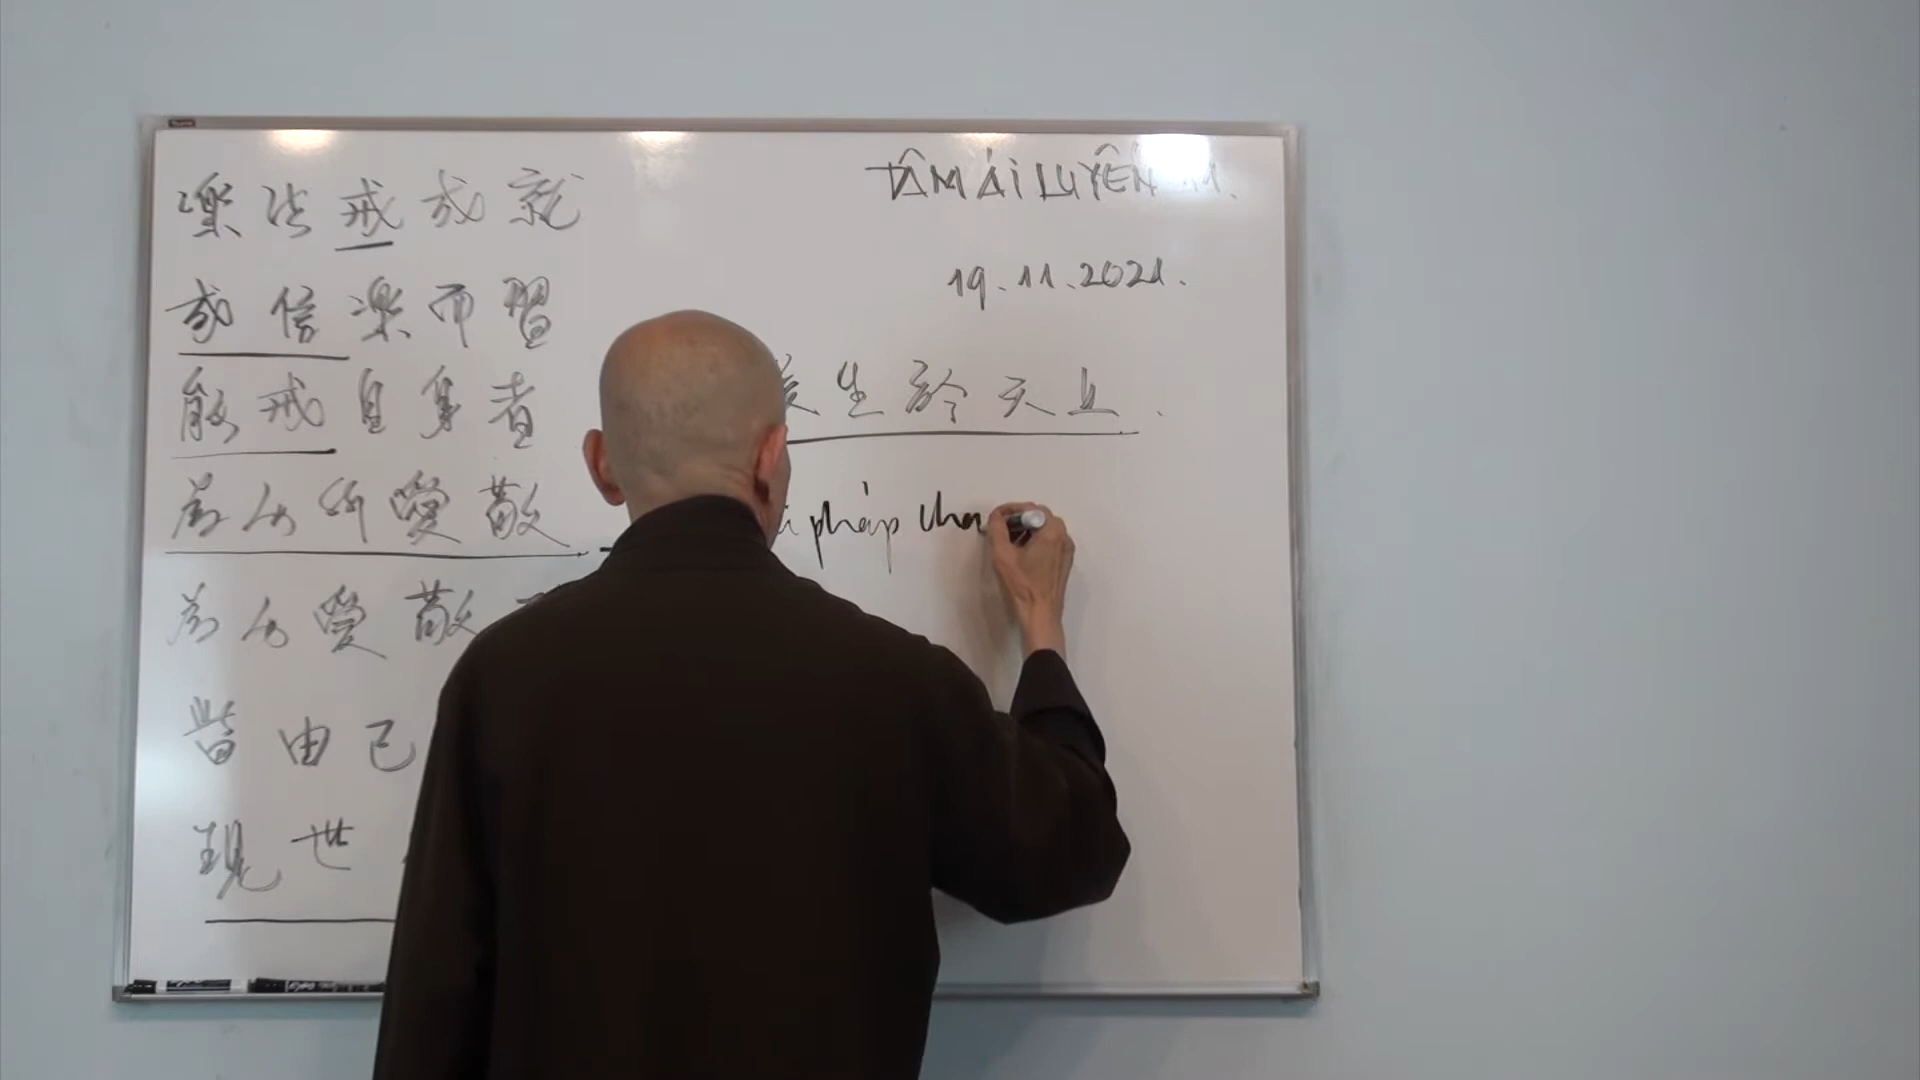 樂法戒成就
成信樂而習
能戒自身者
為人所愛敬
為人愛敬
皆由己
現世
TÂM ÁI LUYẾN
19.11.2021.
生於天上.
pháp